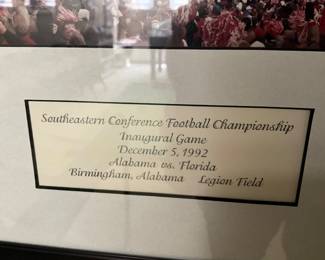 Southeastern Conference Football Championship
Inaugural Game
December 5, 1992
Alabama vs. Florida
Birmingham, Alabama Legion Field